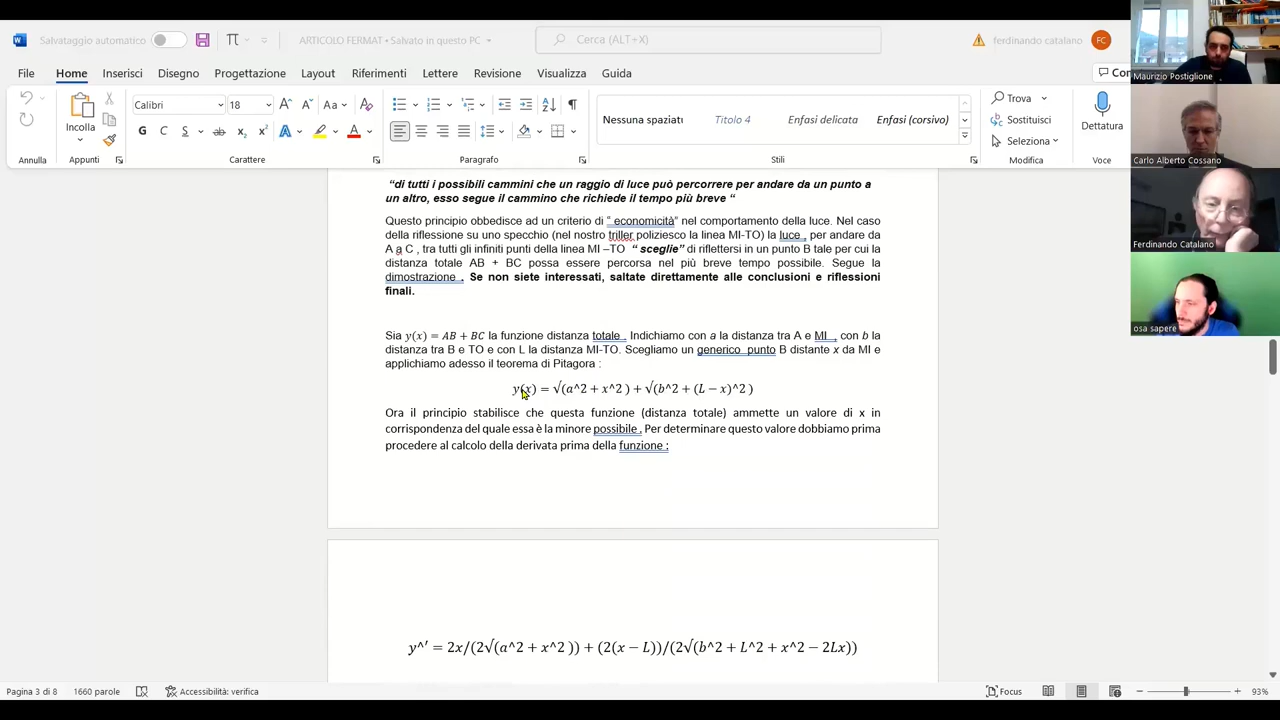 Salvataggio automatico
ARTICOLO FERMAT • Salvato in questo PC
Cerca (ALT+X)
ferdinando catalano
FC
File Home Inserisci Disegno Progettazione Layout Riferimenti Lettere Revisione Visualizza Guida
Com
Incolla
Calibri 18
Nessuna spaziatı Titolo 4 Enfasi delicata Enfasi (corsivo)
Trova
Sostituisci
Seleziona
Dettatura
Annulla Appunti Carattere Paragrafo Stili Modifica Voce
“di tutti i possibili cammini che un raggio di luce può percorrere per andare da un punto a
un altro, esso segue il cammino che richiede il tempo più breve “
Questo principio obbedisce ad un criterio di “ economicità” nel comportamento della luce. Nel caso
della riflessione su uno specchio (nel nostro triller poliziesco la linea MI-TO) la luce , per andare da
A a C , tra tutti gli infiniti punti della linea MI –TO “ sceglie” di riflettersi in un punto B tale per cui la
distanza totale AB + BC possa essere percorsa nel più breve tempo possibile. Segue la
dimostrazione . Se non siete interessati, saltate direttamente alle conclusioni e riflessioni
finali.
Sia y(x) = AB + BC la funzione distanza totale . Indichiamo con a la distanza tra A e MI , con b la
distanza tra B e TO e con L la distanza MI-TO. Scegliamo un generico punto B distante x da MI e
applichiamo adesso il teorema di Pitagora :
y(x) = √(a^2 + x^2 ) + √(b^2 + (L − x)^2 )
Ora il principio stabilisce che questa funzione (distanza totale) ammette un valore di x in
corrispondenza del quale essa è la minore possibile . Per determinare questo valore dobbiamo prima
procedere al calcolo della derivata prima della funzione :
y^′ = 2x/(2√(a^2 + x^2 )) + (2(x − L))/(2√(b^2 + L^2 + x^2 − 2Lx))
Pagina 3 di 8 1660 parole Accessibilità: verifica Focus 93%
Maurizio Postiglione
Carlo Alberto Cossano
Ferdinando Catalano
osa sapere